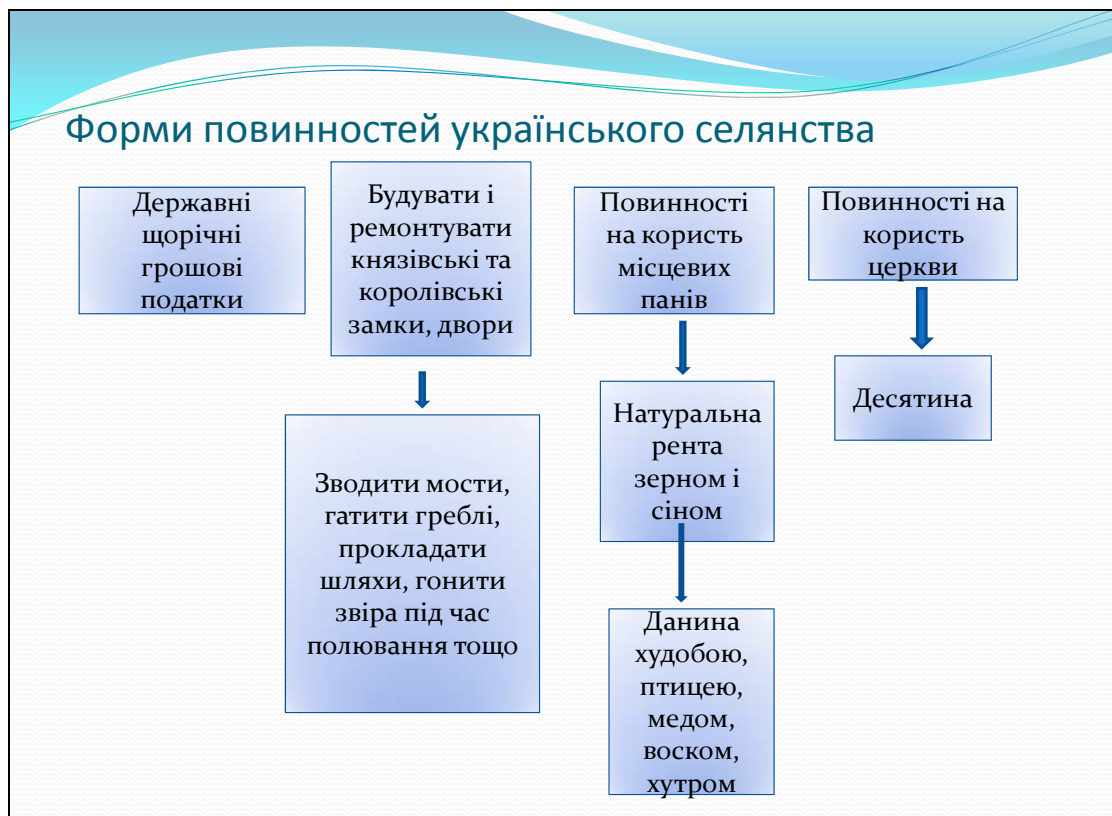 Форми повинностей українського селянства
Державні
щорічні
грошові
податки
Будувати і
ремонтувати
князівські та
королівські
замки, двори
Зводити мости,
гатити греблі,
прокладати
шляхи, гонити
звіра під час
полювання тощо
Повинності
на користь
місцевих
панів
Натуральна
рента
зерном і
сіном
Данина
худобою,
птицею,
медом,
воском,
хутром
Повинності на
користь
церкви
Десятина